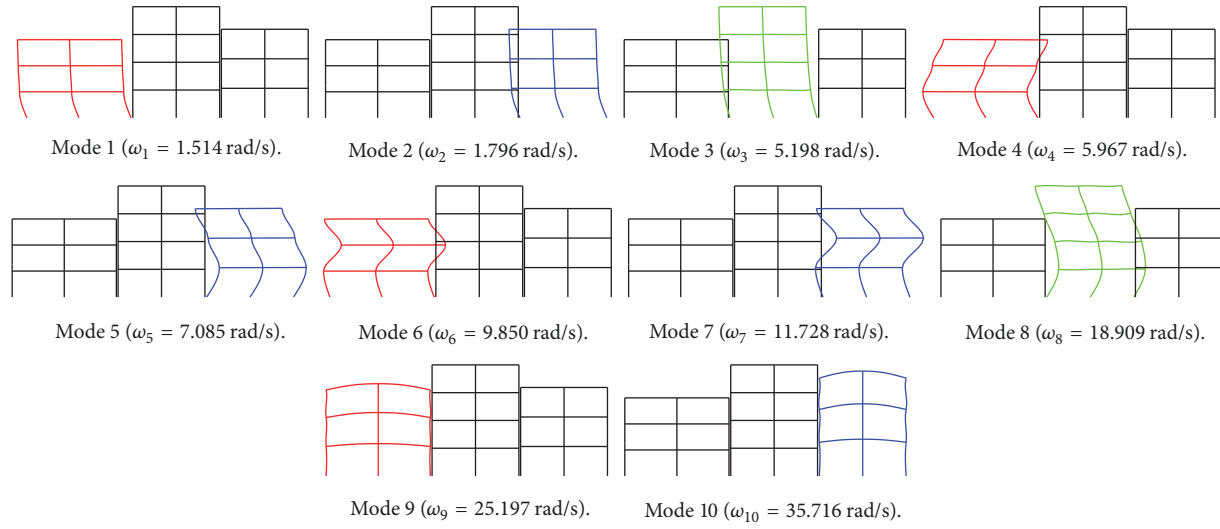 Mode 1 (ω₁ = 1.514 rad/s).
Mode 2 (ω₂ = 1.796 rad/s).
Mode 3 (ω₃ = 5.198 rad/s).
Mode 4 (ω₄ = 5.967 rad/s).
Mode 5 (ω₅ = 7.085 rad/s).
Mode 6 (ω₆ = 9.850 rad/s).
Mode 7 (ω₇ = 11.728 rad/s).
Mode 8 (ω₈ = 18.909 rad/s).
Mode 9 (ω₉ = 25.197 rad/s).
Mode 10 (ω₁₀ = 35.716 rad/s).